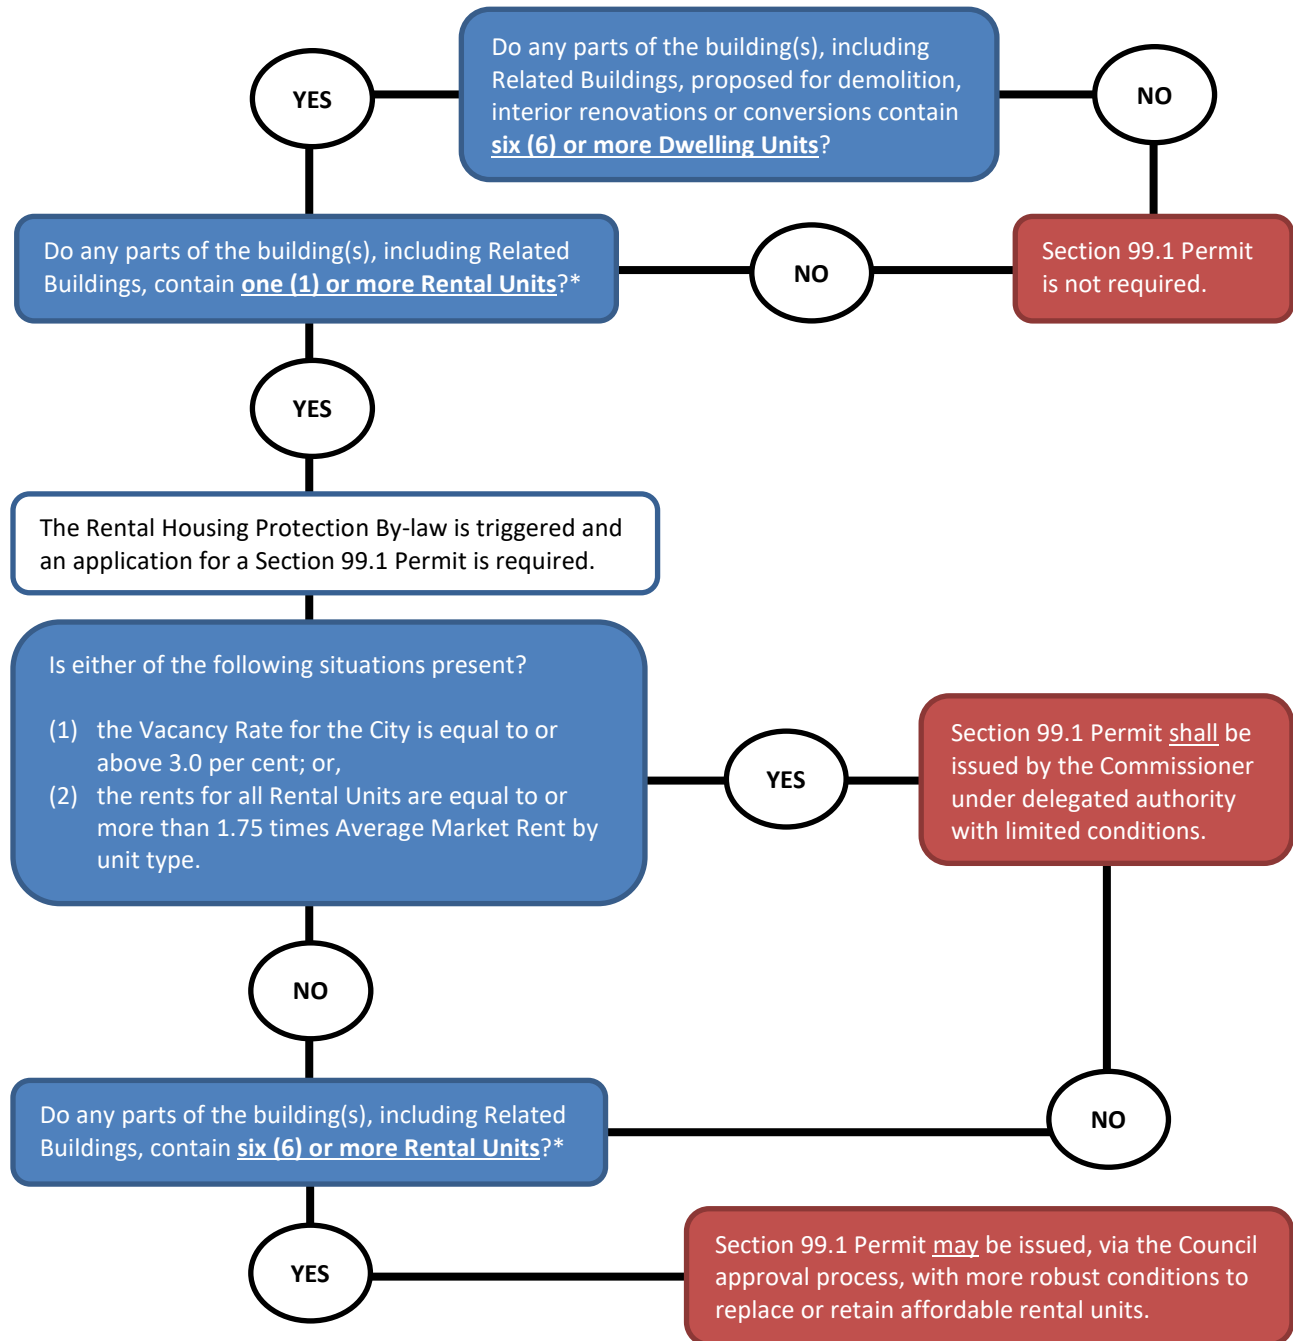 Do any parts of the building(s), including
Related Buildings, proposed for demolition,
interior renovations or conversions contain
six (6) or more Dwelling Units?
YES
NO
Do any parts of the building(s), including Related
Buildings, contain one (1) or more Rental Units?*
NO
Section 99.1 Permit
is not required.
YES
The Rental Housing Protection By-law is triggered and
an application for a Section 99.1 Permit is required.
Is either of the following situations present?
(1) the Vacancy Rate for the City is equal to or
above 3.0 per cent; or,
(2) the rents for all Rental Units are equal to or
more than 1.75 times Average Market Rent by
unit type.
YES
Section 99.1 Permit shall be
issued by the Commissioner
under delegated authority
with limited conditions.
NO
Do any parts of the building(s), including Related
Buildings, contain six (6) or more Rental Units?*
NO
YES
Section 99.1 Permit may be issued, via the Council
approval process, with more robust conditions to
replace or retain affordable rental units.